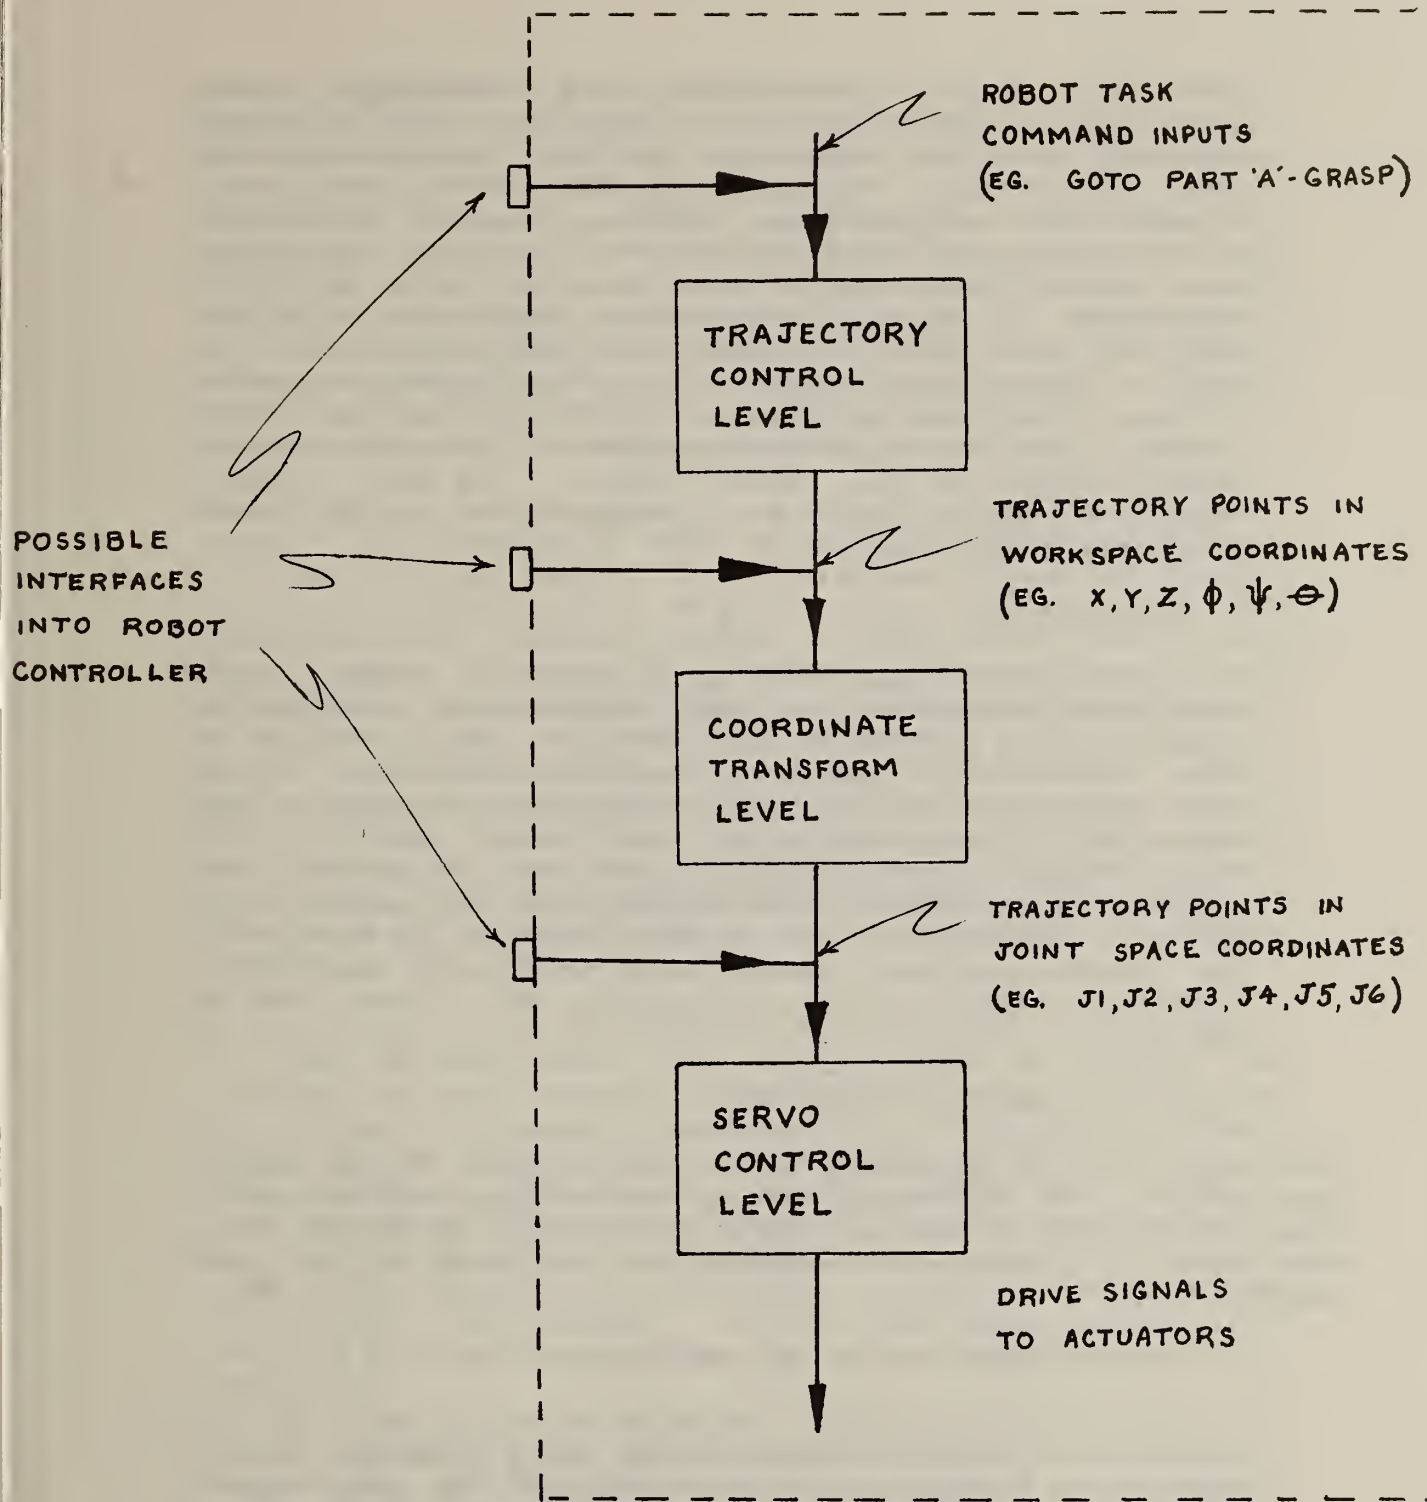 ROBOT TASK
COMMAND INPUTS
(EG. GOTO PART 'A'-GRASP)
TRAJECTORY
CONTROL
LEVEL
TRAJECTORY POINTS IN
WORKSPACE COORDINATES
(EG. X, Y, Z, ϕ, ψ, Θ)
POSSIBLE
INTERFACES
INTO ROBOT
CONTROLLER
COORDINATE
TRANSFORM
LEVEL
TRAJECTORY POINTS IN
JOINT SPACE COORDINATES
(EG. J1, J2, J3, J4, J5, J6)
SERVO
CONTROL
LEVEL
DRIVE SIGNALS
TO ACTUATORS